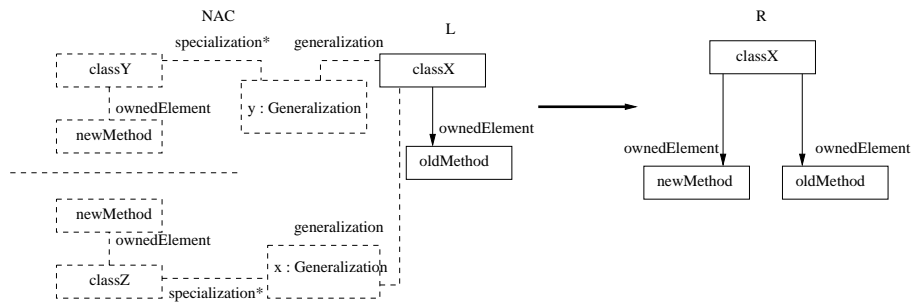 NAC
L
R
specialization*
generalization
classY
classX
classX
y : Generalization
ownedElement
newMethod
ownedElement
oldMethod
ownedElement
ownedElement
newMethod
oldMethod
newMethod
generalization
ownedElement
x : Generalization
classZ
specialization*